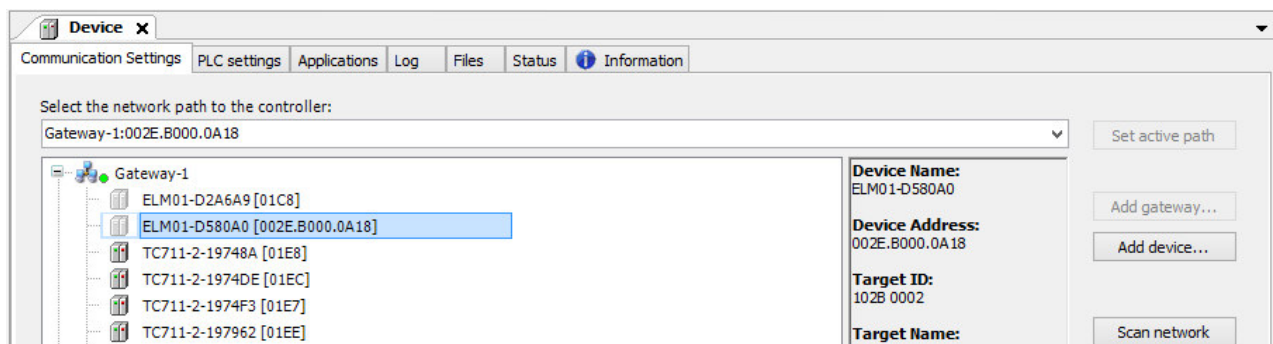 Device
Communication Settings PLC settings Applications Log Files Status Information
Select the network path to the controller:
Gateway-1:002E.B000.0A18
Set active path
Gateway-1
ELM01-D2A6A9 [01C8]
ELM01-D580A0 [002E.B000.0A18]
TC711-2-19748A [01E8]
TC711-2-1974DE [01EC]
TC711-2-1974F3 [01E7]
TC711-2-197962 [01EE]
Device Name:
ELM01-D580A0
Device Address:
002E.B000.0A18
Target ID:
102B 0002
Target Name:
Add gateway...
Add device...
Scan network